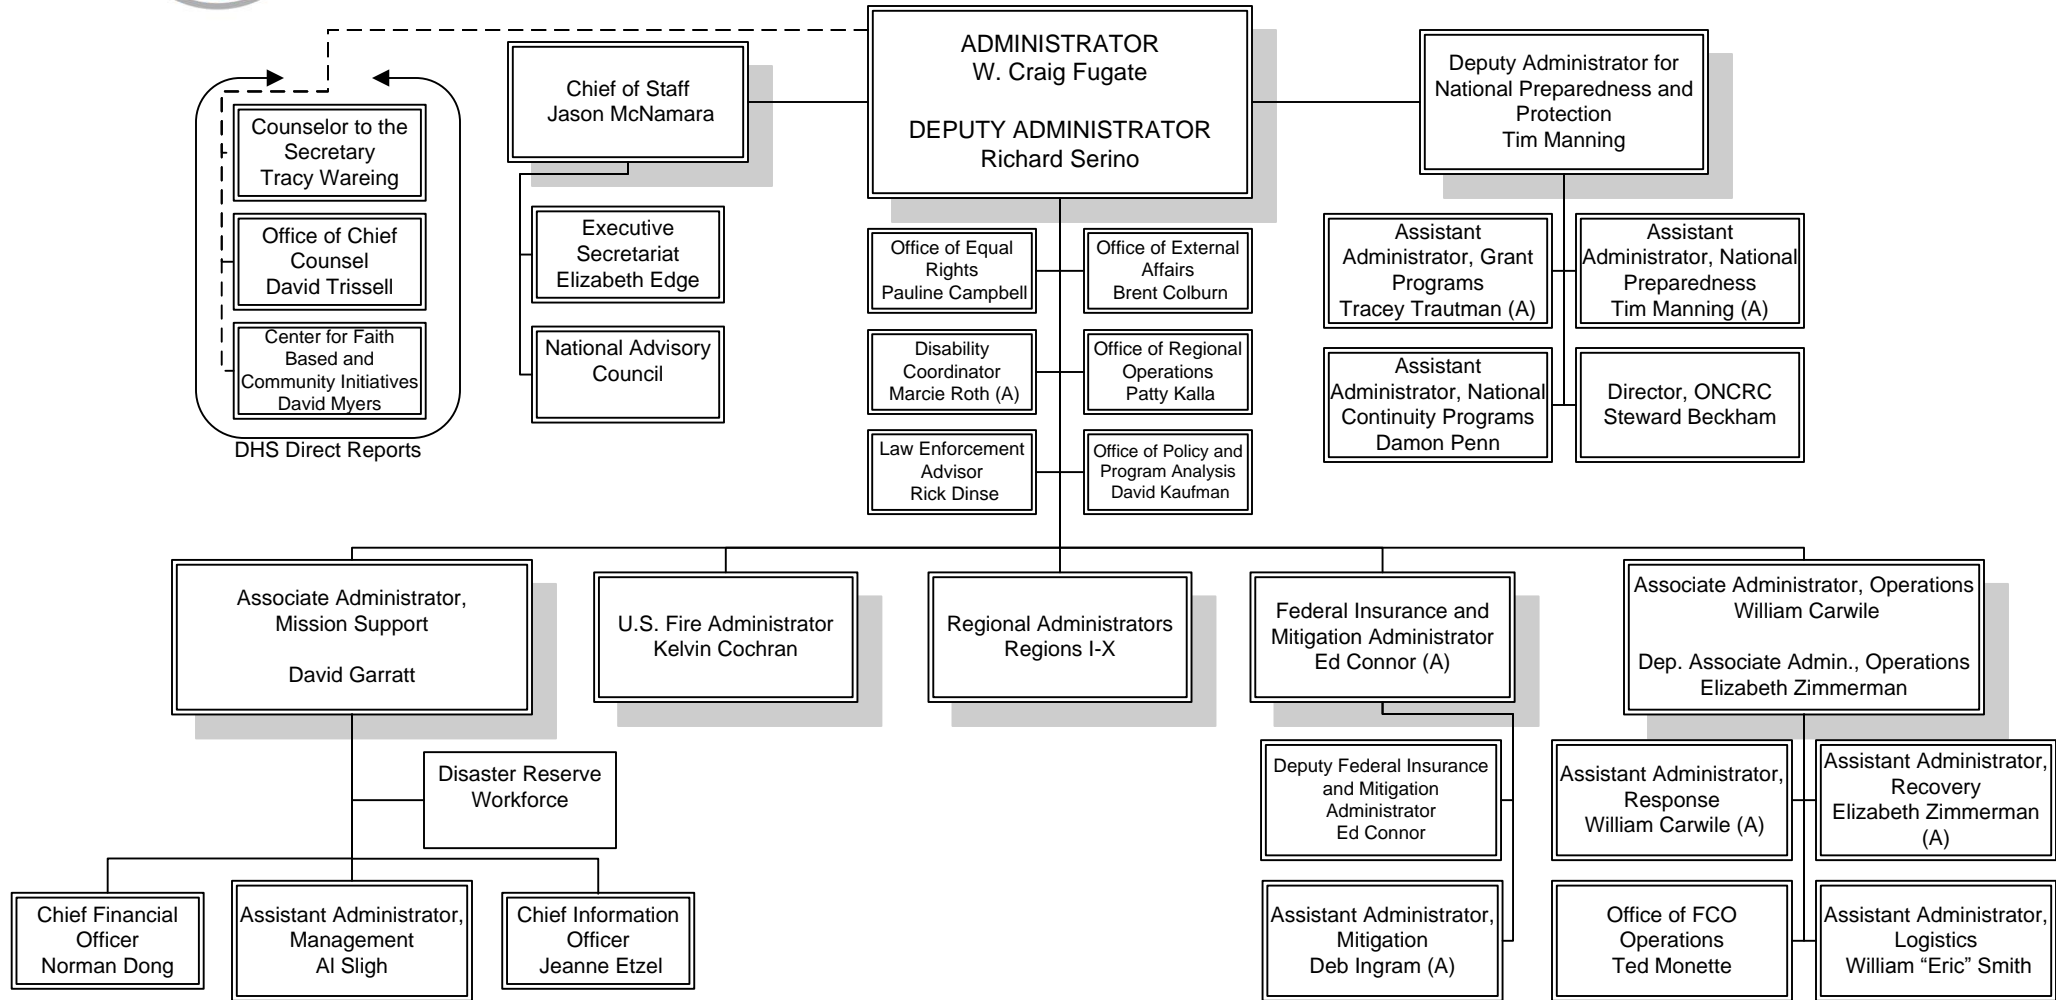 ADMINISTRATOR
W. Craig Fugate
DEPUTY ADMINISTRATOR
Richard Serino
Chief of Staff
Jason McNamara
Deputy Administrator for
National Preparedness and
Protection
Tim Manning
Counselor to the
Secretary
Tracy Wareing
Office of Chief
Counsel
David Trissell
Center for Faith
Based and
Community Initiatives
David Myers
DHS Direct Reports
Executive
Secretariat
Elizabeth Edge
National Advisory
Council
Office of Equal
Rights
Pauline Campbell
Office of External
Affairs
Brent Colburn
Disability
Coordinator
Marcie Roth (A)
Office of Regional
Operations
Patty Kalla
Law Enforcement
Advisor
Rick Dinse
Office of Policy and
Program Analysis
David Kaufman
Assistant
Administrator, Grant
Programs
Tracey Trautman (A)
Assistant
Administrator, National
Preparedness
Tim Manning (A)
Assistant
Administrator, National
Continuity Programs
Damon Penn
Director, ONCRC
Steward Beckham
Associate Administrator,
Mission Support
David Garratt
U.S. Fire Administrator
Kelvin Cochran
Regional Administrators
Regions I-X
Federal Insurance and
Mitigation Administrator
Ed Connor (A)
Associate Administrator, Operations
William Carwile
Dep. Associate Admin., Operations
Elizabeth Zimmerman
Disaster Reserve
Workforce
Chief Financial
Officer
Norman Dong
Assistant Administrator,
Management
Al Sligh
Chief Information
Officer
Jeanne Etzel
Deputy Federal Insurance
and Mitigation
Administrator
Ed Connor
Assistant Administrator,
Mitigation
Deb Ingram (A)
Assistant Administrator,
Response
William Carwile (A)
Assistant Administrator,
Recovery
Elizabeth Zimmerman
(A)
Office of FCO
Operations
Ted Monette
Assistant Administrator,
Logistics
William “Eric” Smith